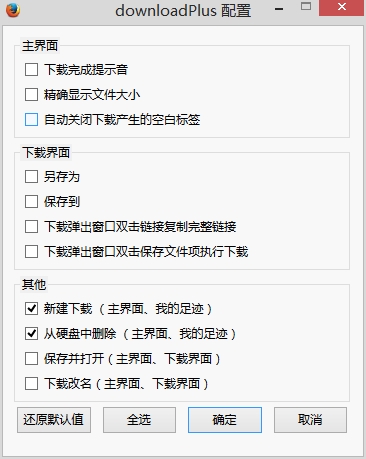 downloadPlus 配置
主界面
下载完成提示音
精确显示文件大小
自动关闭下载产生的空白标签
下载界面
另存为
保存到
下载弹出窗口双击链接复制完整链接
下载弹出窗口双击保存文件项执行下载
其他
新建下载（主界面、我的足迹）
从硬盘中删除 （主界面、我的足迹）
保存并打开（主界面、下载界面）
下载改名（主界面、下载界面）
还原默认值 全选 确定 取消